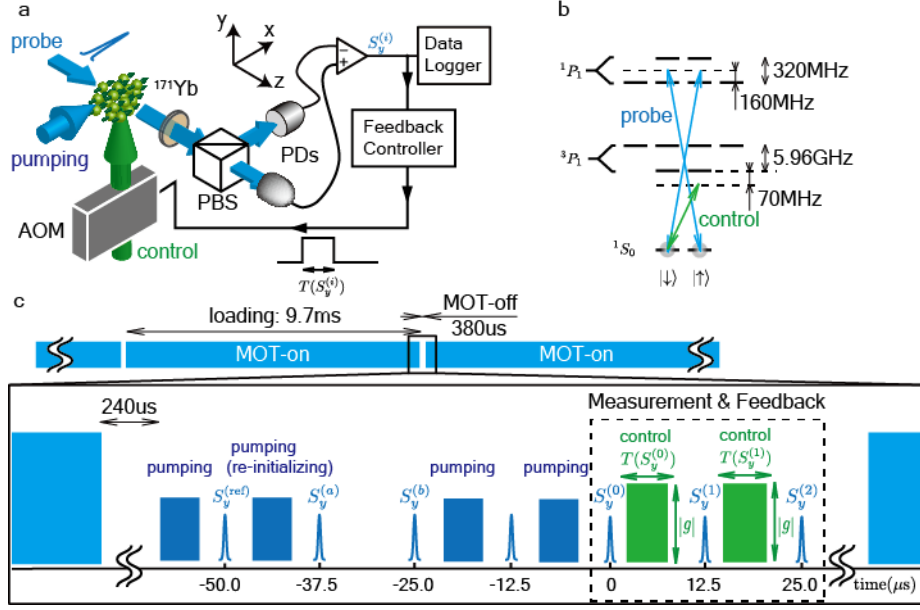 a
probe
pumping
171Yb
y
x
z
PBS
PDs
−
+
S_y^(i)
Data
Logger
Feedback
Controller
AOM
control
T(S_y^(i))
b
1P1
320MHz
160MHz
probe
3P1
5.96GHz
70MHz
control
1S0
|↓⟩ |↑⟩
c
loading: 9.7ms
MOT-off
380us
MOT-on
MOT-on
240us
Measurement & Feedback
pumping
pumping
(re-initializing)
pumping
pumping
control
T(S_y^(0))
control
T(S_y^(1))
S_y^(ref)
S_y^(a)
S_y^(b)
S_y^(0)
S_y^(1)
S_y^(2)
|g|
|g|
-50.0 -37.5 -25.0 -12.5 0 12.5 25.0 time(μs)